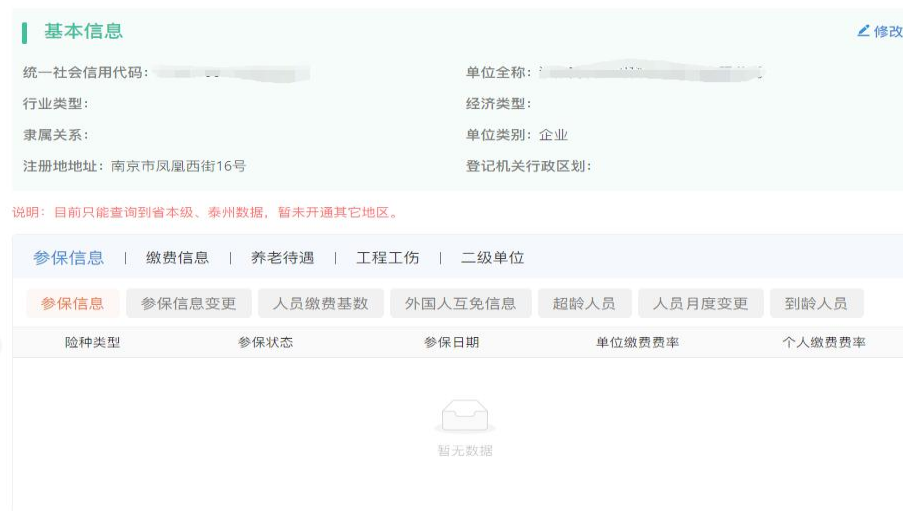 基本信息
修改
统一社会信用代码：
单位全称：
行业类型：
经济类型：
隶属关系：
单位类别：企业
注册地地址：南京市凤凰西街16号
登记机关行政区划：
说明：目前只能查询到省本级、泰州数据，暂未开通其它地区。
参保信息 | 缴费信息 | 养老待遇 | 工程工伤 | 二级单位
参保信息 参保信息变更 人员缴费基数 外国人互免信息 超龄人员 人员月度变更 到龄人员
险种类型 参保状态 参保日期 单位缴费费率 个人缴费费率
暂无数据